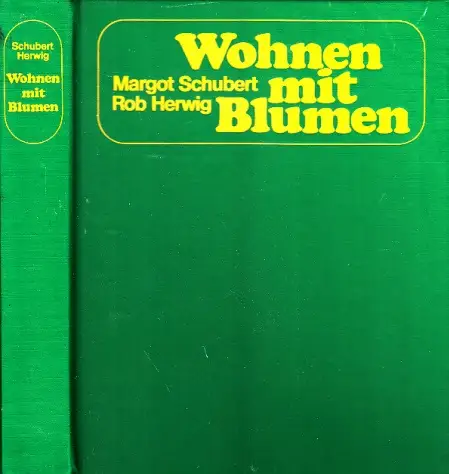 Schubert
Herwig
Wohnen
mit
Blumen
Wohnen
Margot Schubert mit
Rob Herwig Blumen